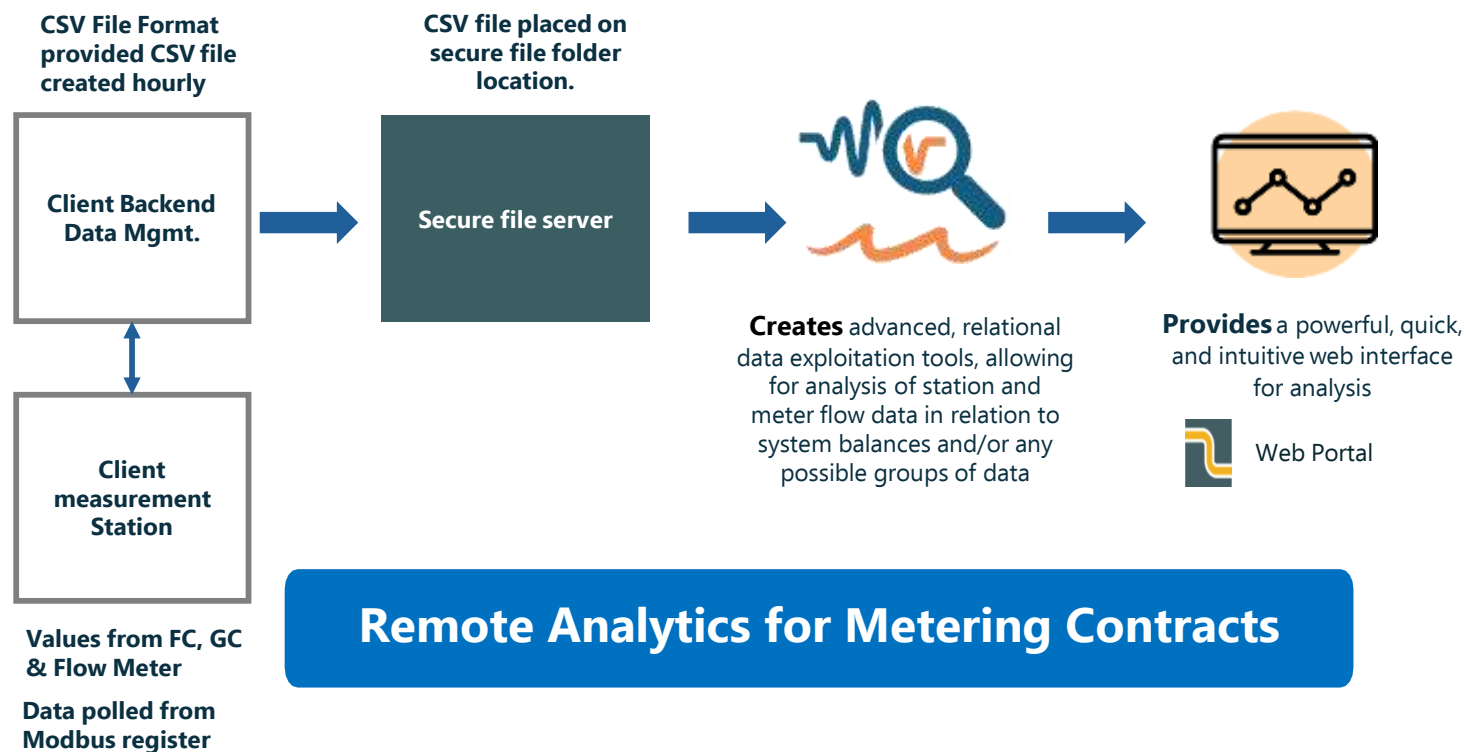 CSV File Format
provided CSV file
created hourly
CSV file placed on
secure file folder
location.
Client Backend
Data Mgmt.
Secure file server
Creates advanced, relational
data exploitation tools, allowing
for analysis of station and
meter flow data in relation to
system balances and/or any
possible groups of data
Provides a powerful, quick,
and intuitive web interface
for analysis
Web Portal
Client
measurement
Station
Values from FC, GC
& Flow Meter
Data polled from
Modbus register
Remote Analytics for Metering Contracts